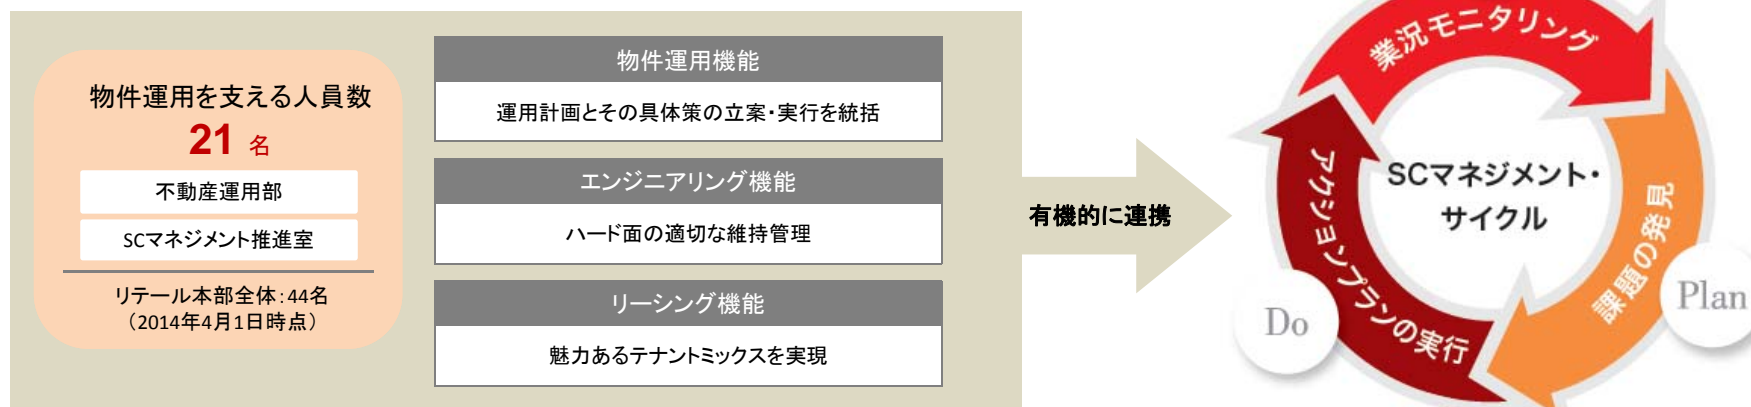 物件運用を支える人員数
21 名
不動産運用部
SCマネジメント推進室
リテール本部全体：44名
（2014年4月1日時点）
物件運用機能
運用計画とその具体策の立案・実行を統括
エンジニアリング機能
ハード面の適切な維持管理
リーシング機能
魅力あるテナントミックスを実現
有機的に連携
業況モニタリング
SCマネジメント・
サイクル
課題の発見
アクションプランの実行
Do
Plan